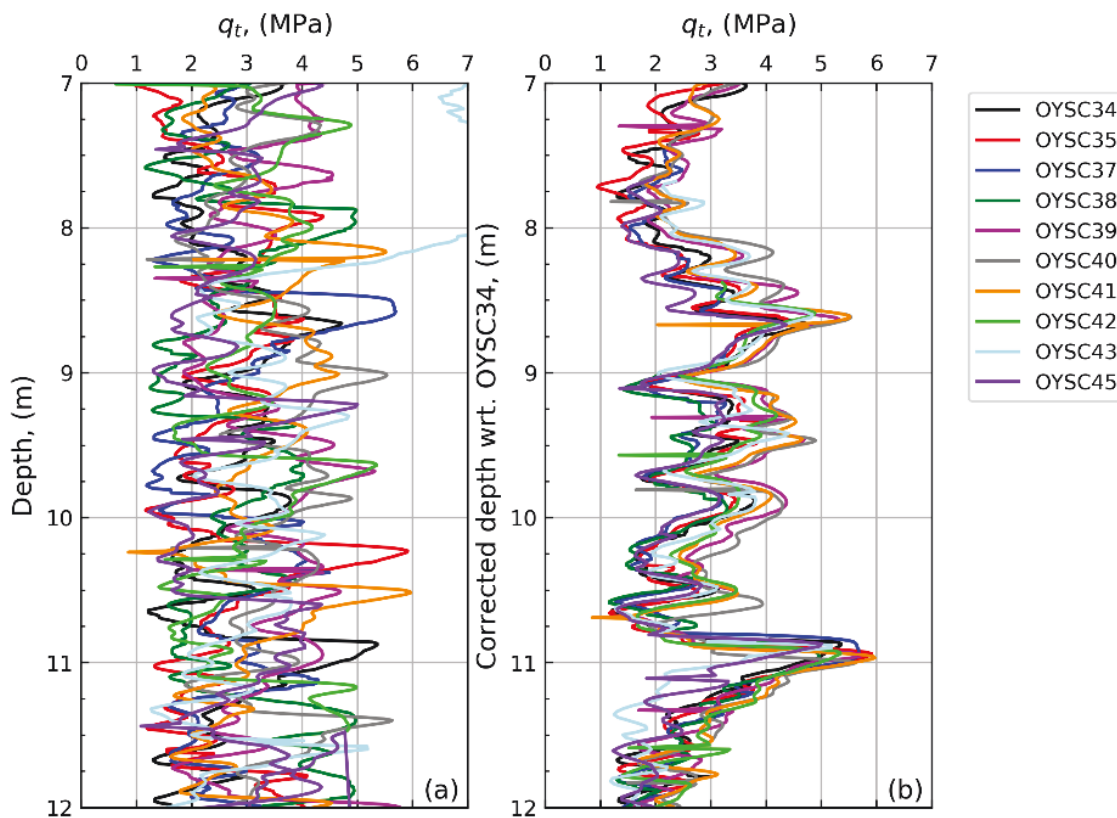 q_t, (MPa)
0 1 2 3 4 5 6 7
7
8
9
10
11
12
Depth, (m)
(a)
q_t, (MPa)
0 1 2 3 4 5 6 7
7
8
9
10
11
12
Corrected depth wrt. OYSC34, (m)
(b)
OYSC34
OYSC35
OYSC37
OYSC38
OYSC39
OYSC40
OYSC41
OYSC42
OYSC43
OYSC45